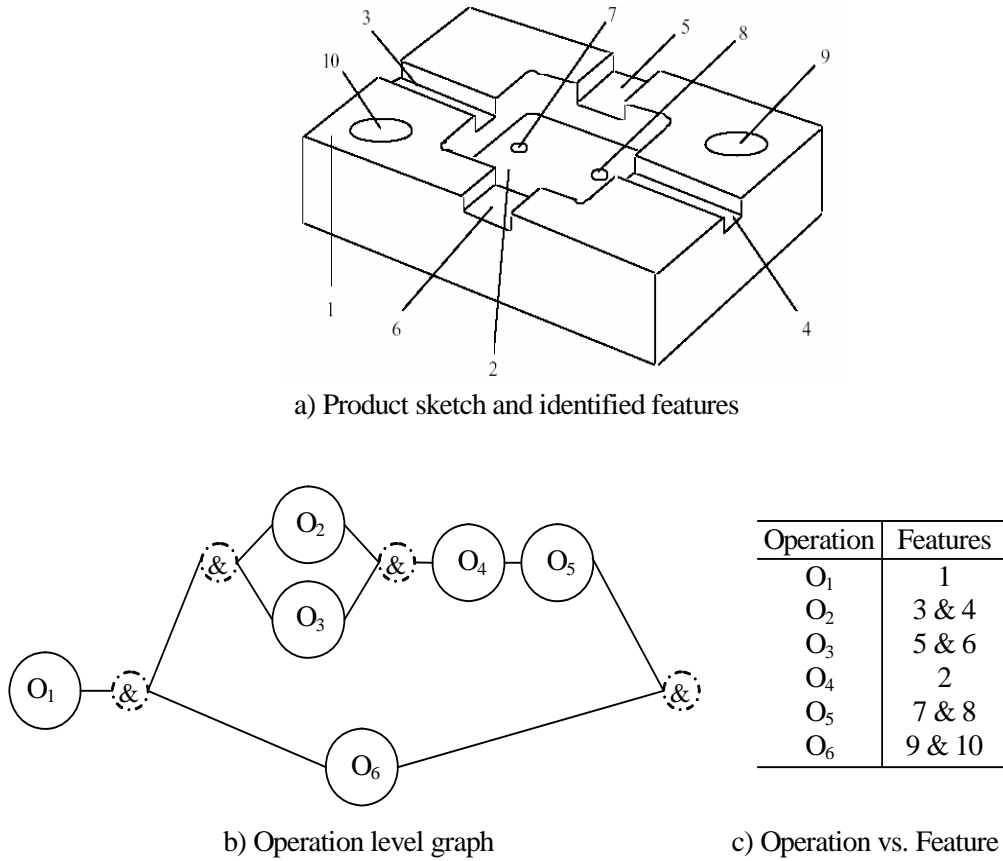 3
7
5
8
9
10
1
6
2
4
a) Product sketch and identified features
O₂
&
&
O₄
O₅
O₃
O₁
&
&
O₆
Operation Features
O₁ 1
O₂ 3 & 4
O₃ 5 & 6
O₄ 2
O₅ 7 & 8
O₆ 9 & 10
b) Operation level graph
c) Operation vs. Feature